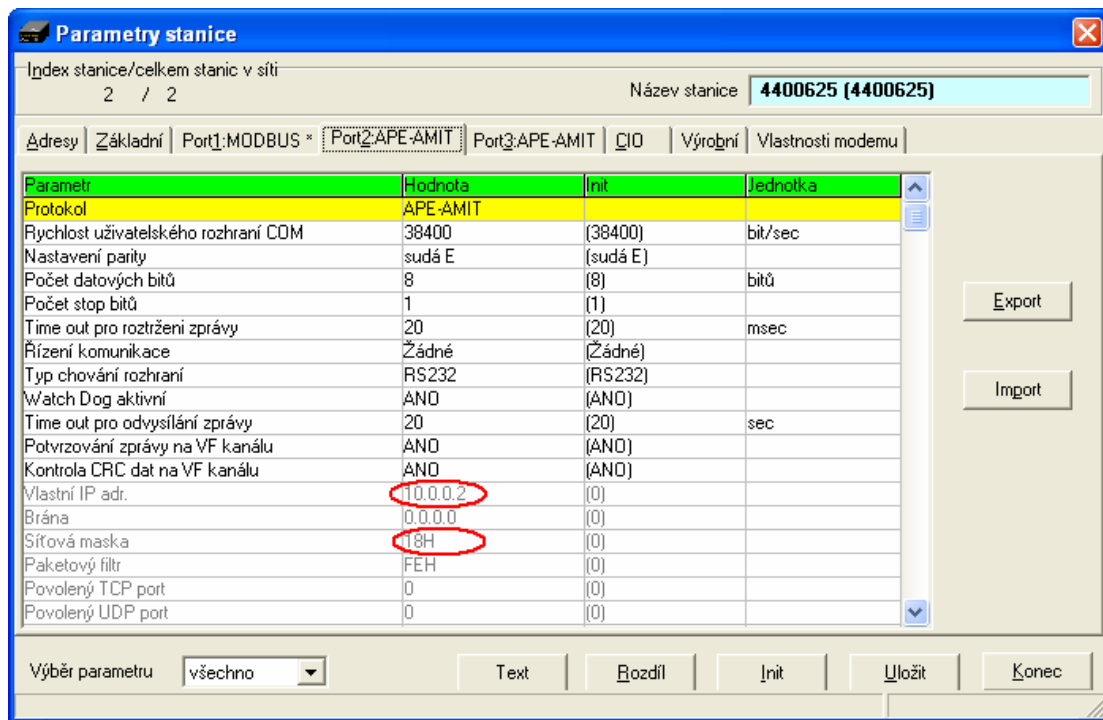 Parametry stanice
Index stanice/celkem stanic v síti
2 / 2
Název stanice 4400625 (4400625)
Adresy Základní Port1:MODBUS * Port2:APE-AMIT Port3:APE-AMIT CIO Výrobní Vlastnosti modemu
Parametr Hodnota Init Jednotka
Protokol APE-AMIT
Rychlost uživatelského rozhraní COM 38400 (38400) bit/sec
Nastavení parity sudá E (sudá E)
Počet datových bitů 8 (8) bitů
Počet stop bitů 1 (1)
Time out pro roztrženi zprávy 20 (20) msec
Řízení komunikace Žádné (Žádné)
Typ chování rozhraní RS232 (RS232)
Watch Dog aktivní ANO (ANO)
Time out pro odvysílání zprávy 20 (20) sec
Potvrzování zprávy na VF kanálu ANO (ANO)
Kontrola CRC dat na VF kanálu ANO (ANO)
Vlastní IP adr. 10.0.0.2 (0)
Brána 0.0.0.0 (0)
Síťová maska 18H (0)
Paketový filtr FEH (0)
Povolený TCP port 0 (0)
Povolený UDP port 0 (0)
Export
Import
Výběr parametru všechno Text Rozdíl Init Uložit Konec